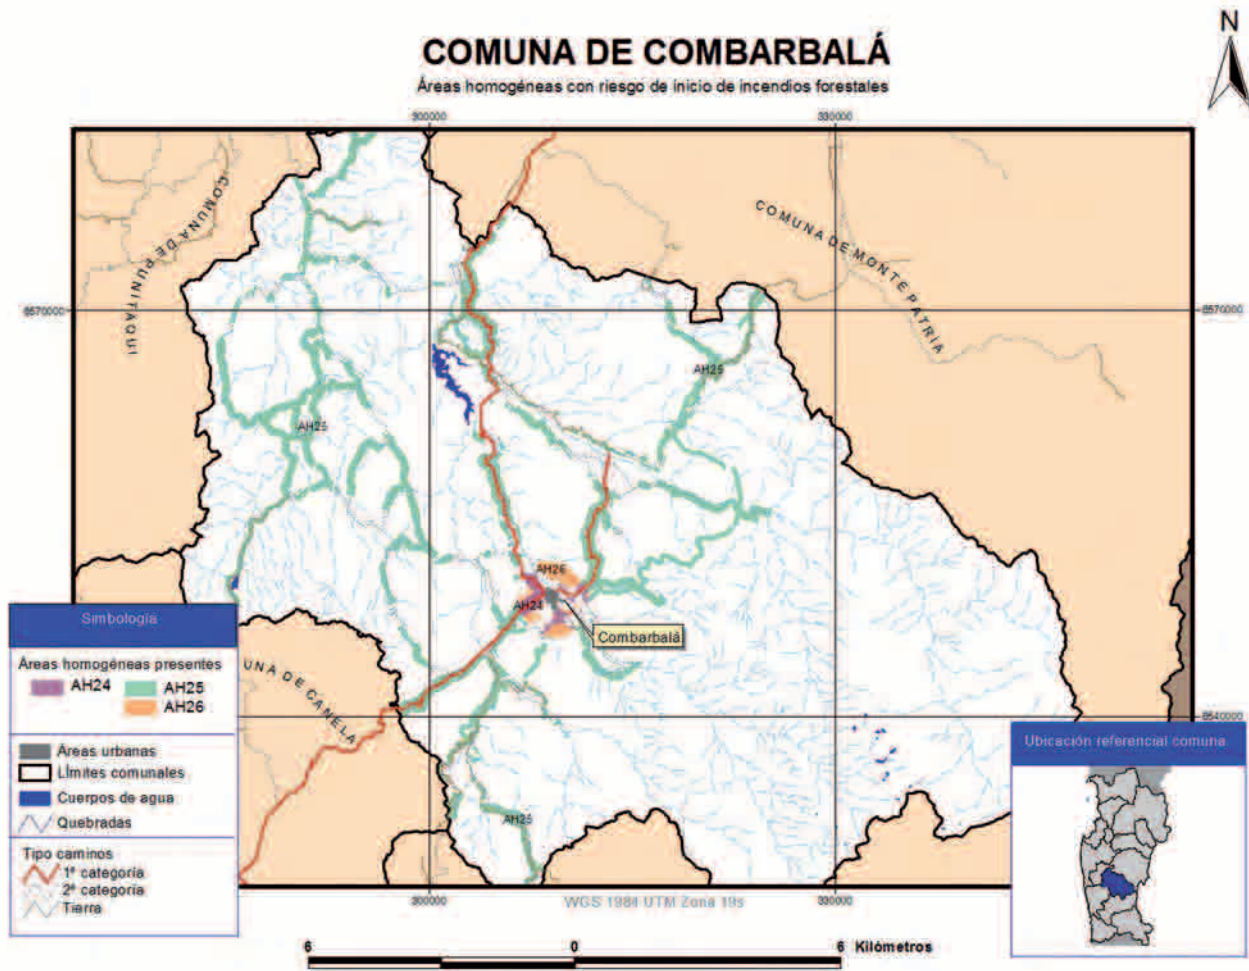 N
COMUNA DE COMBARBALÁ
Áreas homogéneas con riesgo de inicio de incendios forestales
300000
330000
COMUNA DE PUNITAQUI
COMUNA DE MONTE PATRIA
6570000
6570000
AH25
AH25
AH26
AH24
Combarbalá
Simbología
Áreas homogéneas presentes
AH24
AH25
AH26
UNA DE CANELA
Áreas urbanas
Límites comunales
Cuerpos de agua
Quebradas
Tipo caminos
1ª categoría
2ª categoría
Tierra
AH25
6540000
Ubicación referencial comuna
300000
WGS 1984 UTM Zona 19s
330000
6
0
6 Kilómetros